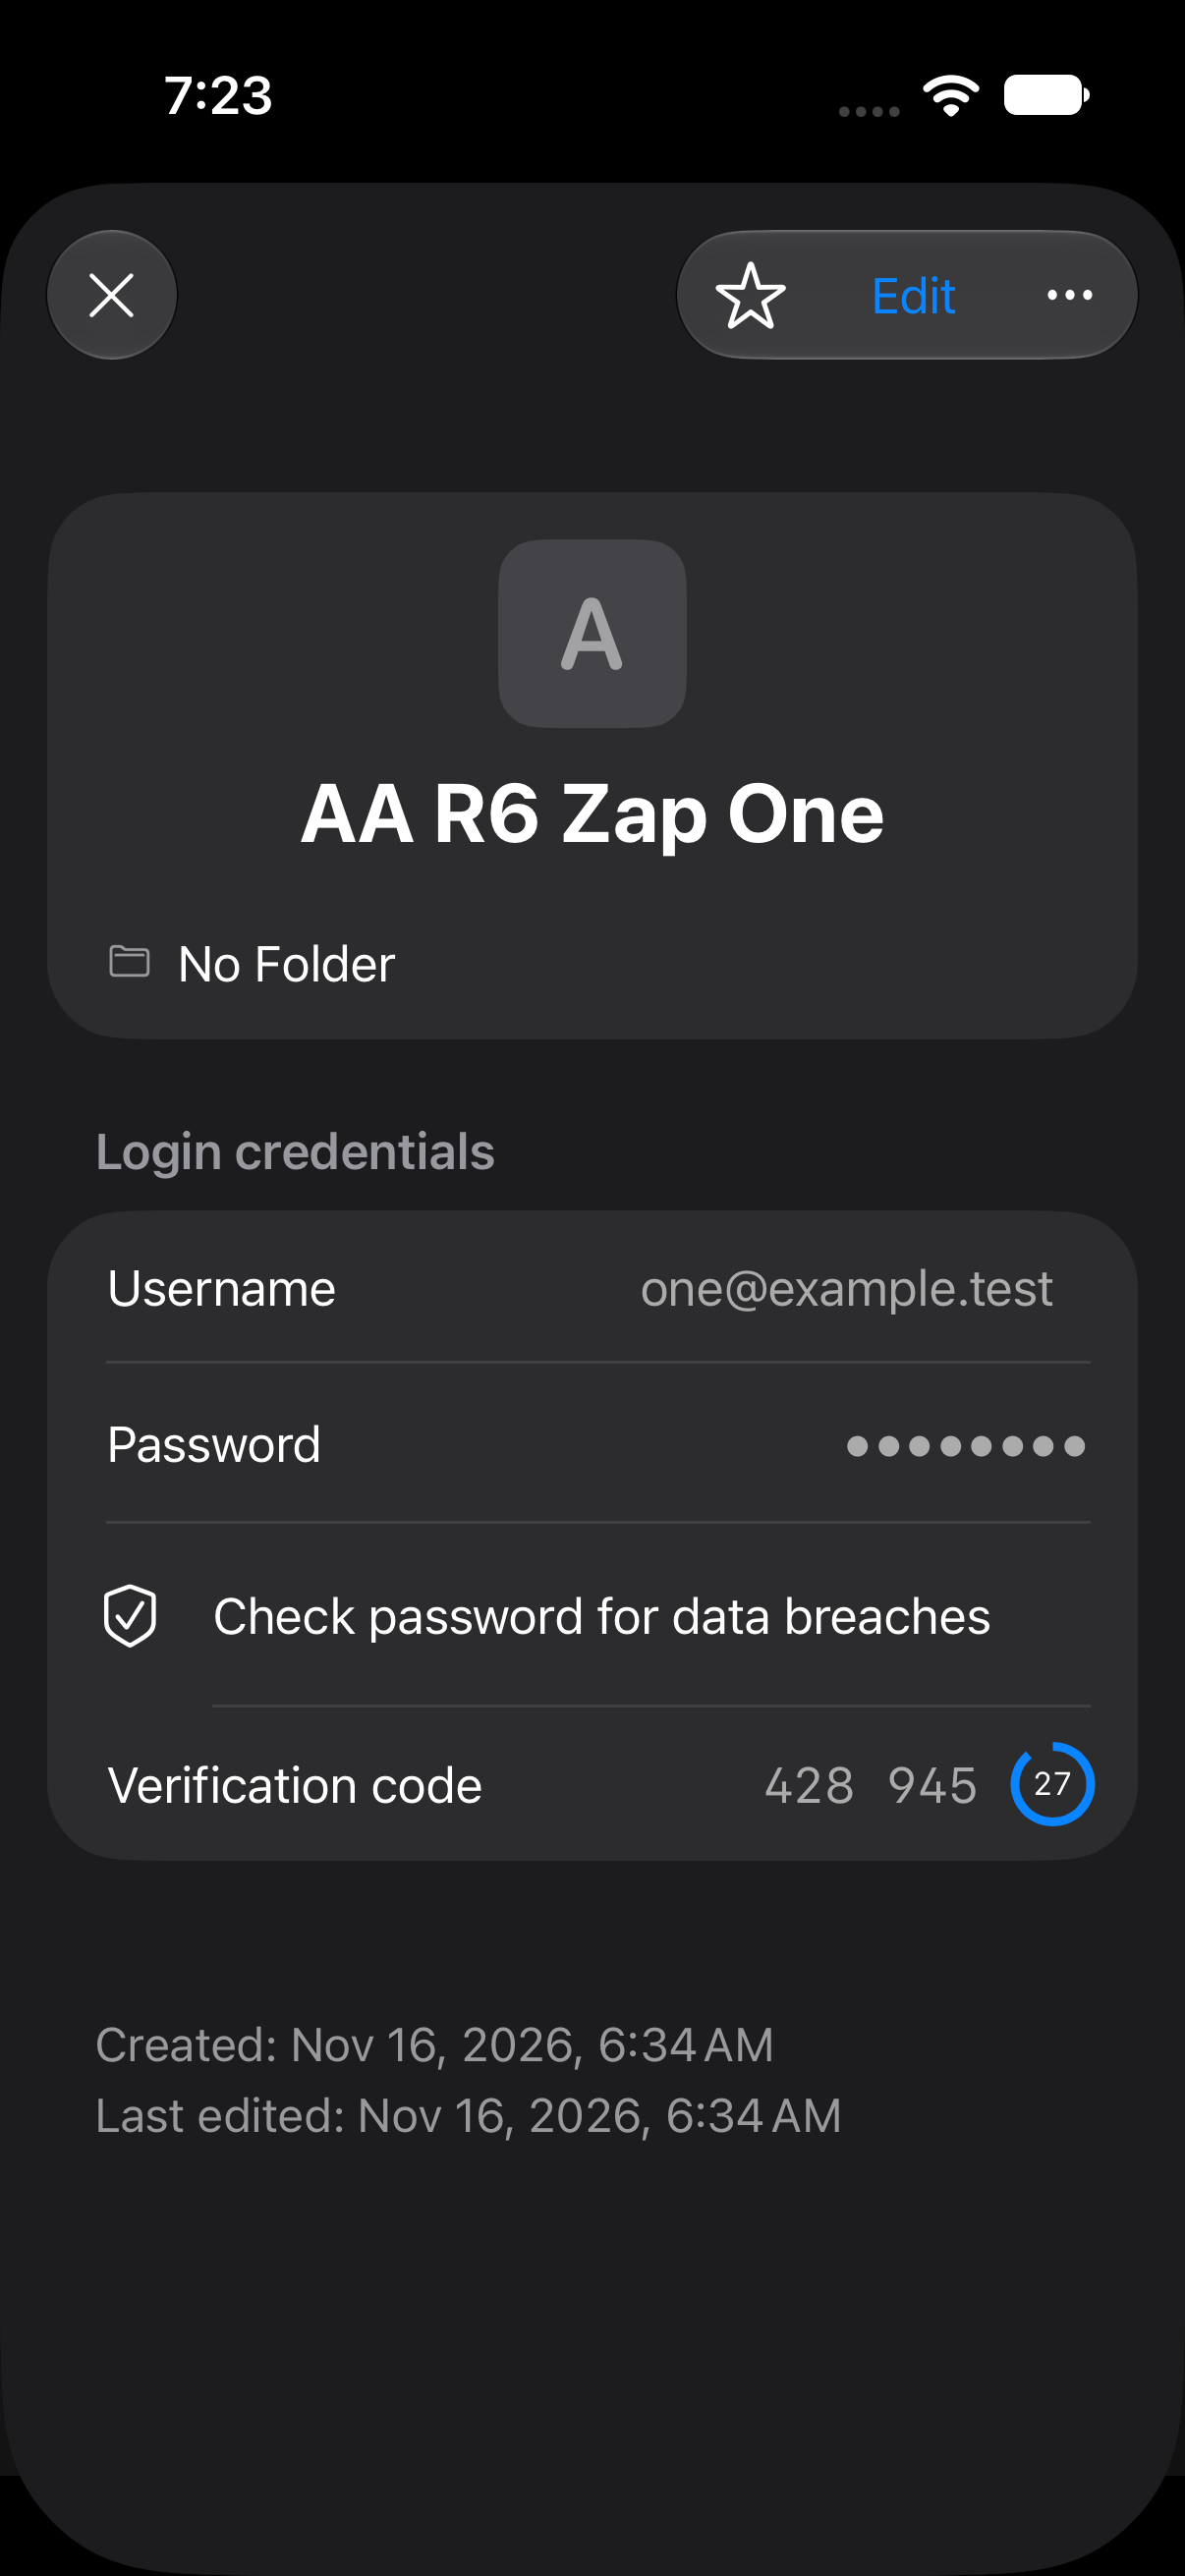 7:23
Edit
A
AA R6 Zap One
No Folder
Login credentials
Username one@example.test
Password ••••••••
Check password for data breaches
Verification code 428 945 27
Created: Nov 16, 2026, 6:34 AM
Last edited: Nov 16, 2026, 6:34 AM